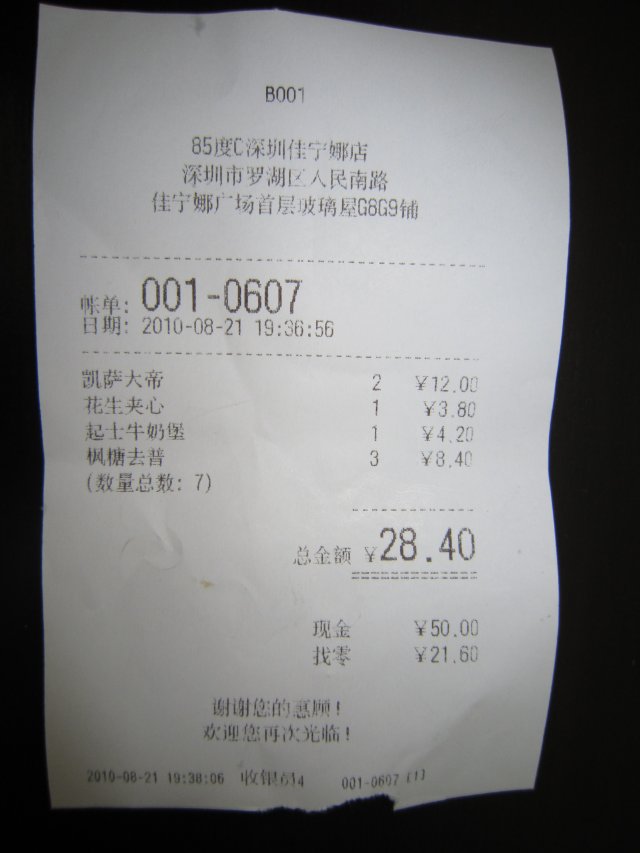 B001
85度C深圳佳宁娜店
深圳市罗湖区人民南路
佳宁娜广场首层玻璃屋G8G9铺
帐单: 001-0607
日期: 2010-08-21 19:36:56
凯萨大帝 2 ¥12.00
花生夹心 1 ¥3.80
起士牛奶堡 1 ¥4.20
枫糖去普 3 ¥8.40
(数量总数: 7)
总金额 ¥28.40
现金 ¥50.00
找零 ¥21.60
谢谢您的惠顾!
欢迎您再次光临!
2010-08-21 19:38:06 收银员4 001-0607 [1]